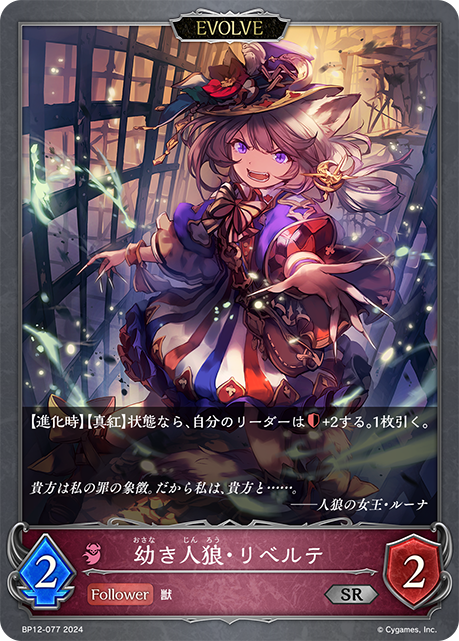 EVOLVE
【進化時】【真紅】状態なら、自分のリーダーは+2する。1枚引く。
貴方は私の罪の象徴。だから私は、貴方と……。
——人狼の女王・ルーナ
おさな じんろう
幼き人狼・リベルテ
2
2
Follower 獣
SR
BP12-077 2024
© Cygames, Inc.